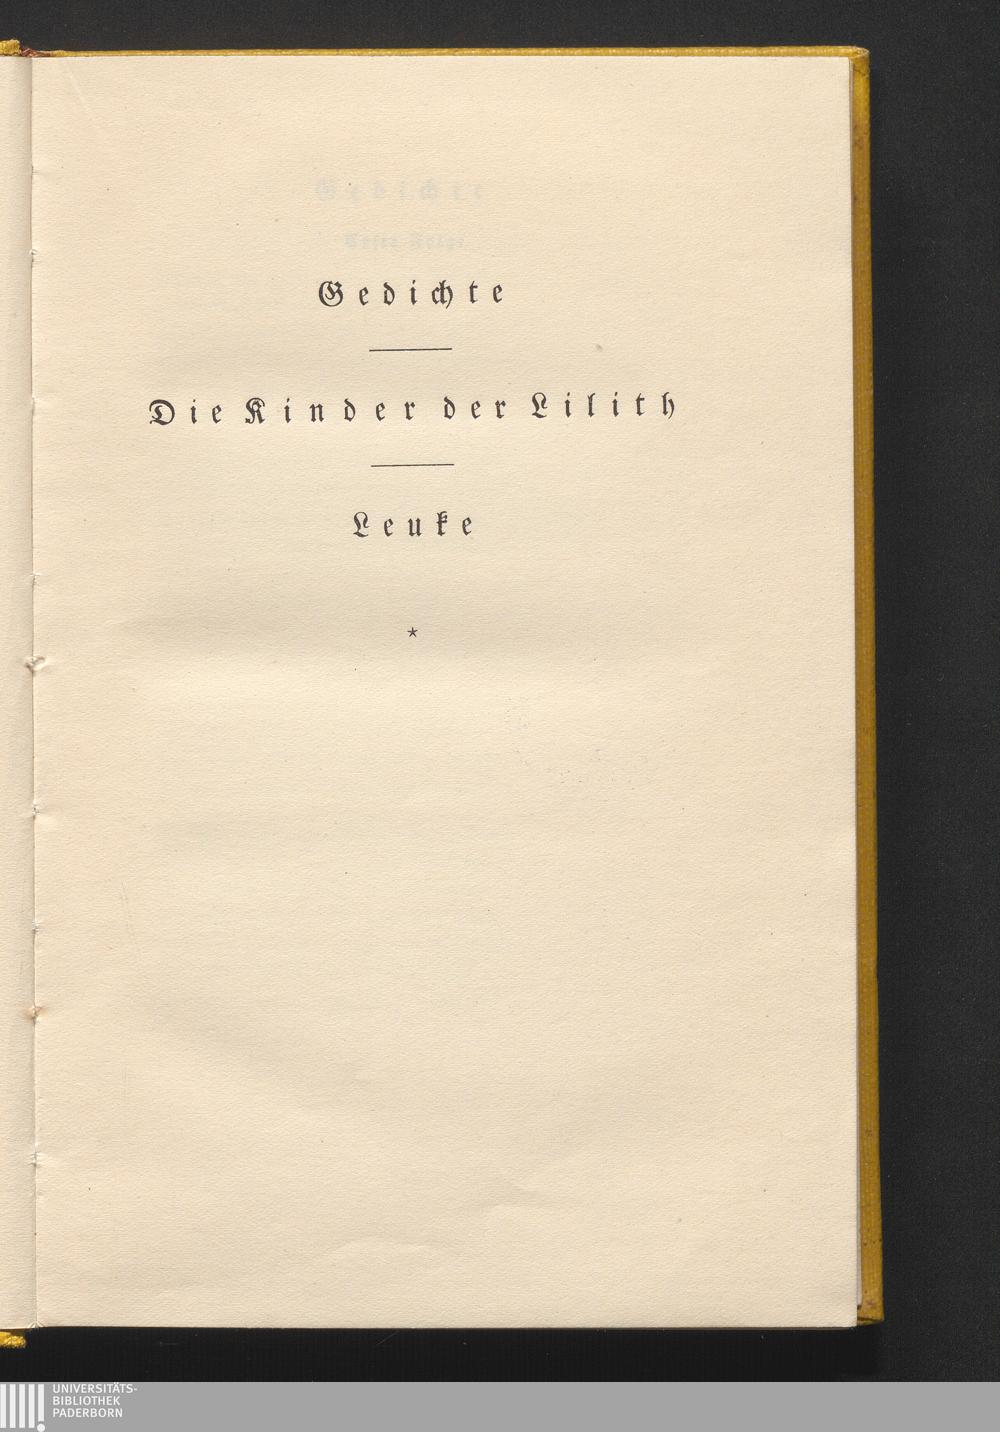 Gedichte
Die Kinder der Lilith
Leuke
*
UNIVERSITÄTS-
BIBLIOTHEK
PADERBORN